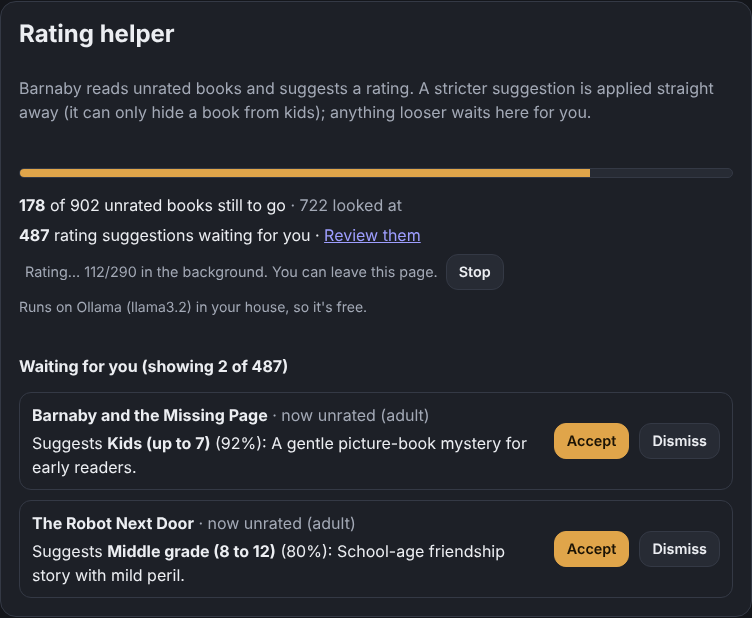 Rating helper
Barnaby reads unrated books and suggests a rating. A stricter suggestion is applied straight
away (it can only hide a book from kids); anything looser waits here for you.
178 of 902 unrated books still to go · 722 looked at
487 rating suggestions waiting for you · Review them
Rating... 112/290 in the background. You can leave this page. Stop
Runs on Ollama (llama3.2) in your house, so it's free.
Waiting for you (showing 2 of 487)
Barnaby and the Missing Page · now unrated (adult)
Suggests Kids (up to 7) (92%): A gentle picture-book mystery for
early readers.
Accept Dismiss
The Robot Next Door · now unrated (adult)
Suggests Middle grade (8 to 12) (80%): School-age friendship
story with mild peril.
Accept Dismiss